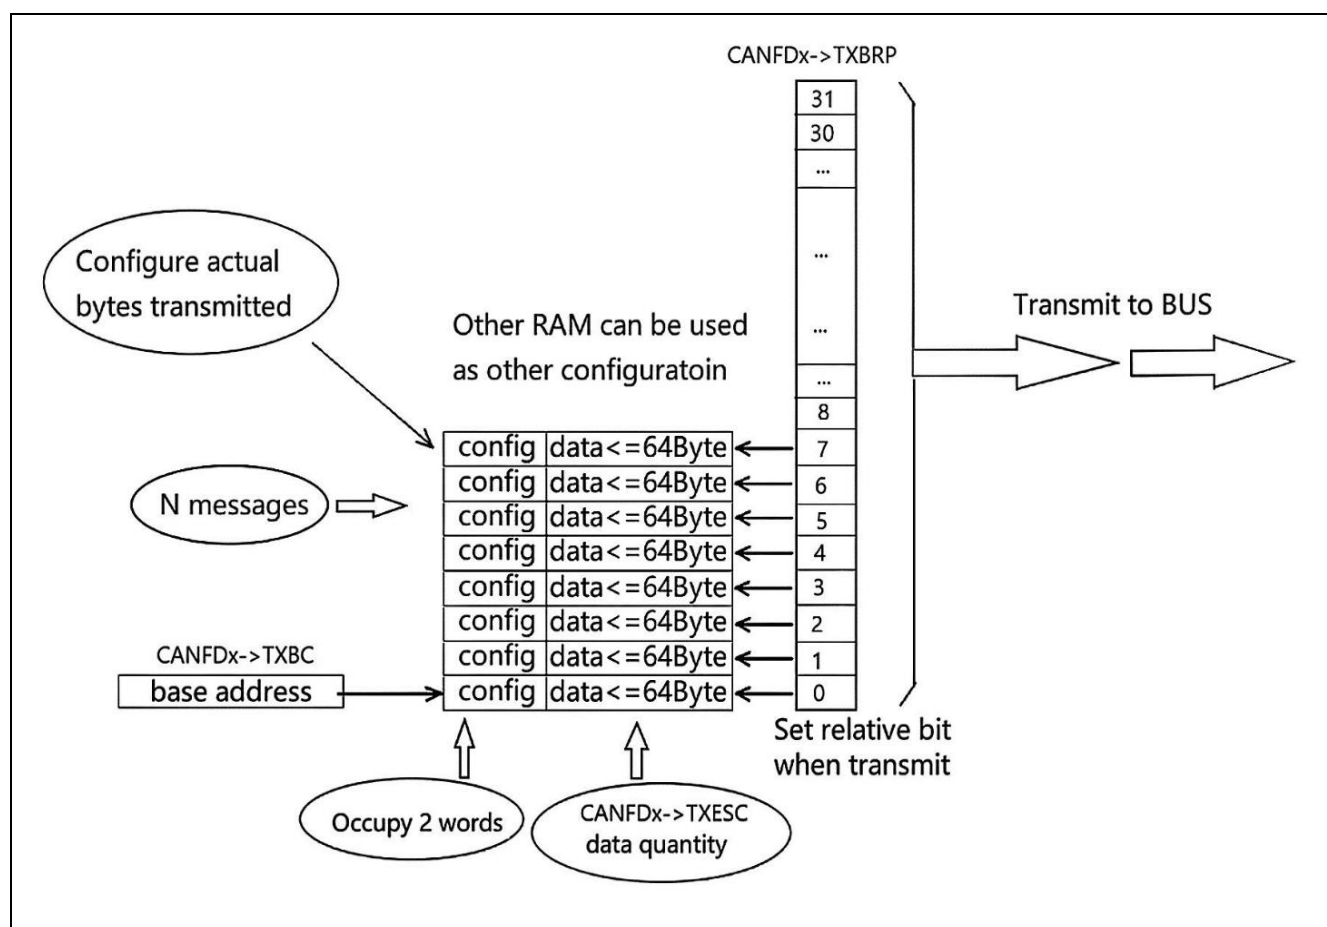 CANFDx->TXBRP
31
30
...
...
...
...
8
7
6
5
4
3
2
1
0
Configure actual
bytes transmitted
Other RAM can be used
as other configuratoin
Transmit to BUS
N messages
config data<=64Byte
config data<=64Byte
config data<=64Byte
config data<=64Byte
config data<=64Byte
config data<=64Byte
config data<=64Byte
config data<=64Byte
CANFDx->TXBC
base address
Set relative bit
when transmit
Occupy 2 words
CANFDx->TXESC
data quantity